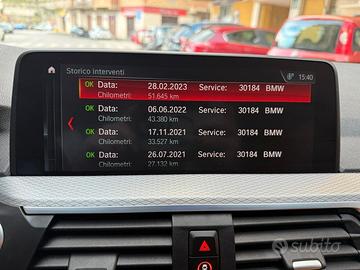 Storico interventi
15:40
OK Data: 28.02.2023 Service: 30184 BMW
Chilometri: 51.645 km
OK Data: 06.06.2022 Service: 30184 BMW
Chilometri: 43.380 km
OK Data: 17.11.2021 Service: 30184 BMW
Chilometri: 33.527 km
OK Data: 26.07.2021 Service: 30184 BMW
Chilometri: 27.132 km
subito